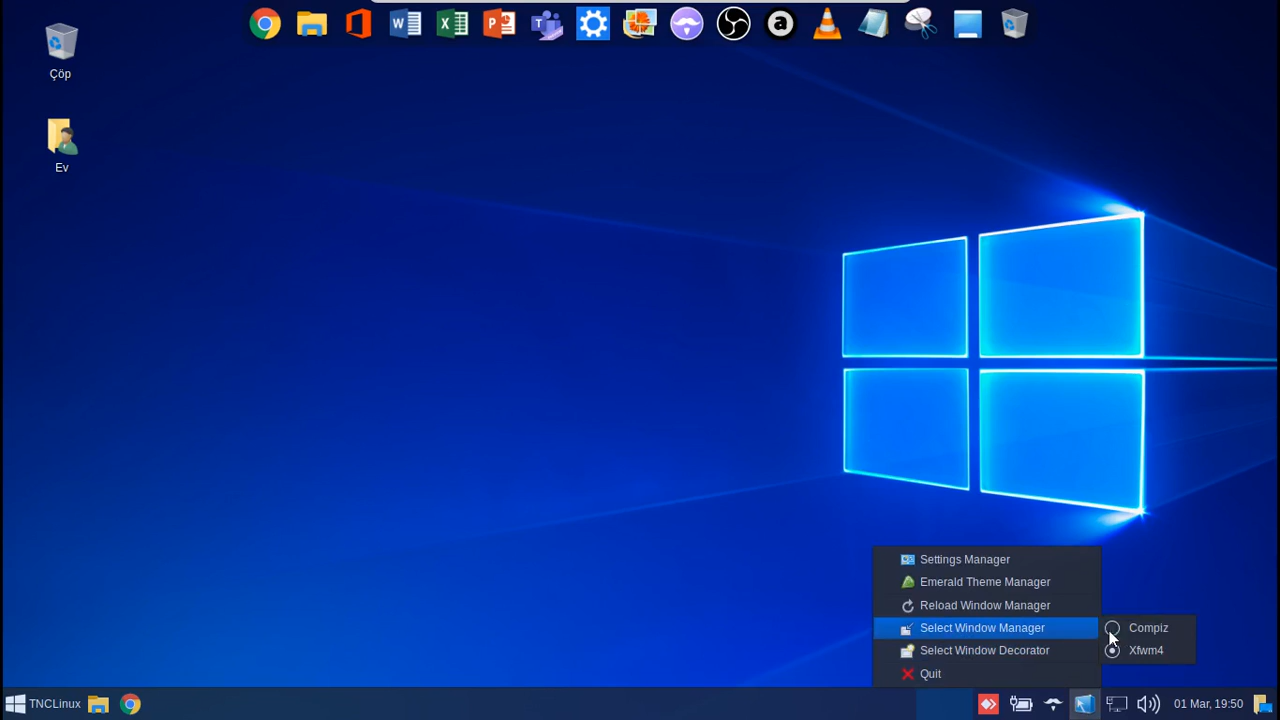 W
X
P
T
a
Çöp
Ev
Settings Manager
Emerald Theme Manager
Reload Window Manager
Select Window Manager
Compiz
Select Window Decorator
Xfwm4
Quit
TNCLinux
01 Mar, 19:50